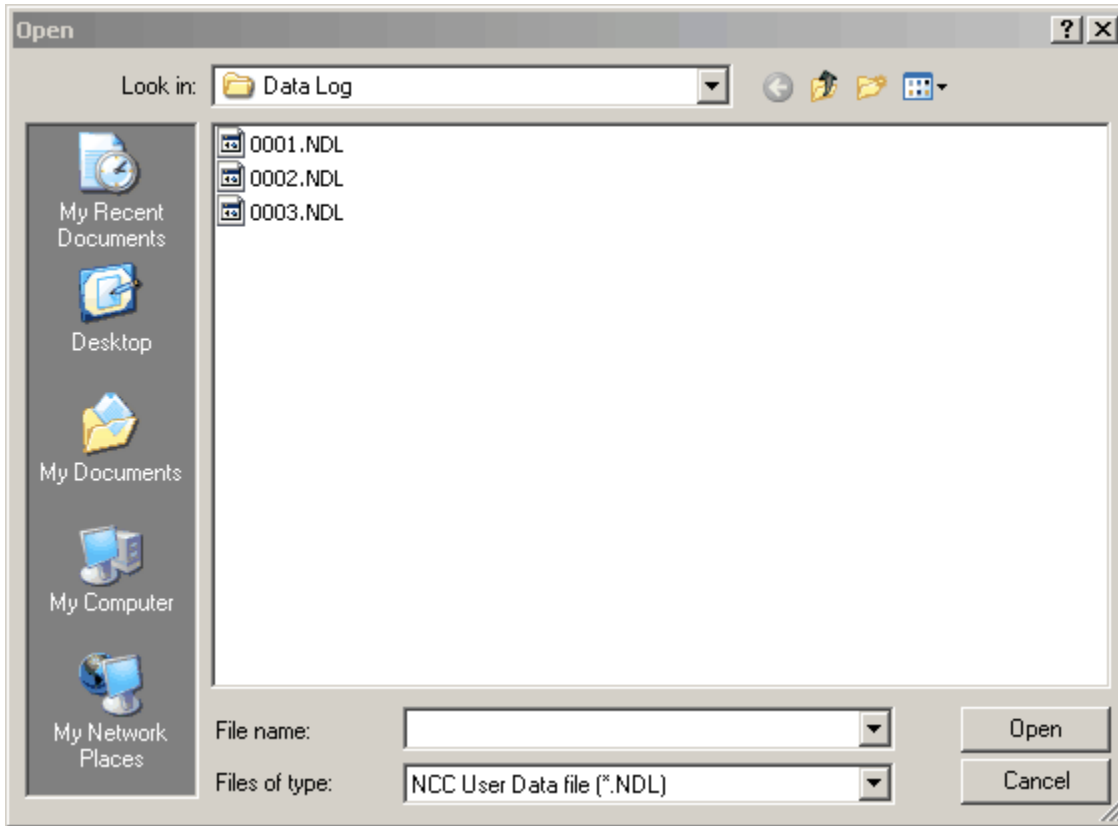 Open
Look in: Data Log
0001.NDL
0002.NDL
0003.NDL
My Recent
Documents
Desktop
My Documents
My Computer
My Network
Places
File name: Open
Files of type: NCC User Data file (*.NDL) Cancel